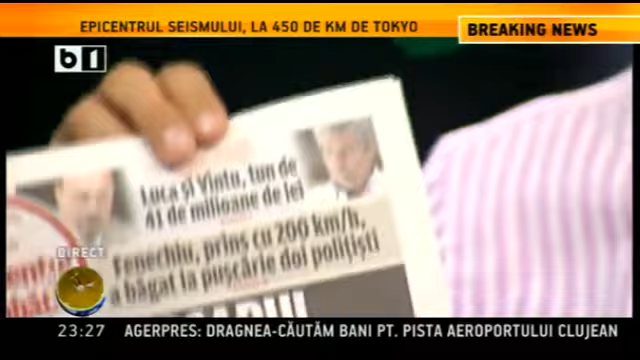 EPICENTRUL SEISMULUI, LA 450 DE KM DE TOKYO
BREAKING NEWS
b1
Luca și Vintu, tun de
41 de milioane de lei
Fenechiu, prins cu 200 km/h,
a băgat la pușcărie doi polițiști
DIRECT
23:27 AGERPRES: DRAGNEA-CĂUTĂM BANI PT. PISTA AEROPORTULUI CLUJEAN